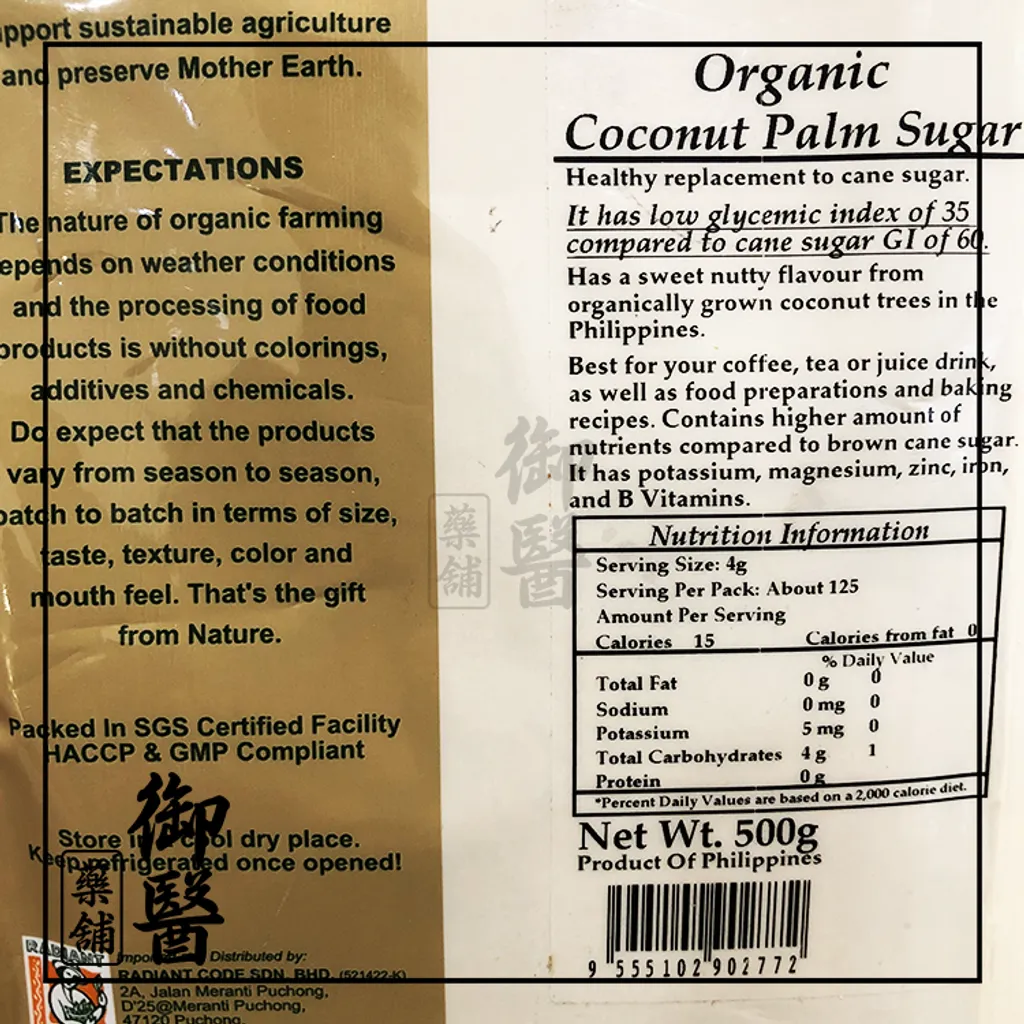 pport sustainable agriculture
and preserve Mother Earth.
EXPECTATIONS
The nature of organic farming
epends on weather conditions
and the processing of food
products is without colorings,
additives and chemicals.
Do expect that the products
vary from season to season,
batch to batch in terms of size,
taste, texture, color and
mouth feel. That's the gift
from Nature.
Packed In SGS Certified Facility
HACCP & GMP Compliant
Store in cool dry place.
Keep refrigerated once opened!
御醫
藥舖
RADIANT
Distributed by:
RADIANT CODE SDN. BHD. (521422-K)
2A, Jalan Meranti Puchong,
D'25@Meranti Puchong,
47120 Puchong,
御醫
藥舖
Organic
Coconut Palm Sugar
Healthy replacement to cane sugar.
It has low glycemic index of 35
compared to cane sugar GI of 60.
Has a sweet nutty flavour from
organically grown coconut trees in the
Philippines.
Best for your coffee, tea or juice drink,
as well as food preparations and baking
recipes. Contains higher amount of
nutrients compared to brown cane sugar.
It has potassium, magnesium, zinc, iron,
and B Vitamins.
Nutrition Information
Serving Size: 4g
Serving Per Pack: About 125
Amount Per Serving
Calories 15 Calories from fat 0
% Daily Value
Total Fat 0 g 0
Sodium 0 mg 0
Potassium 5 mg 0
Total Carbohydrates 4 g 1
Protein 0 g
*Percent Daily Values are based on a 2,000 calorie diet.
Net Wt. 500g
Product Of Philippines
9 555102 902772